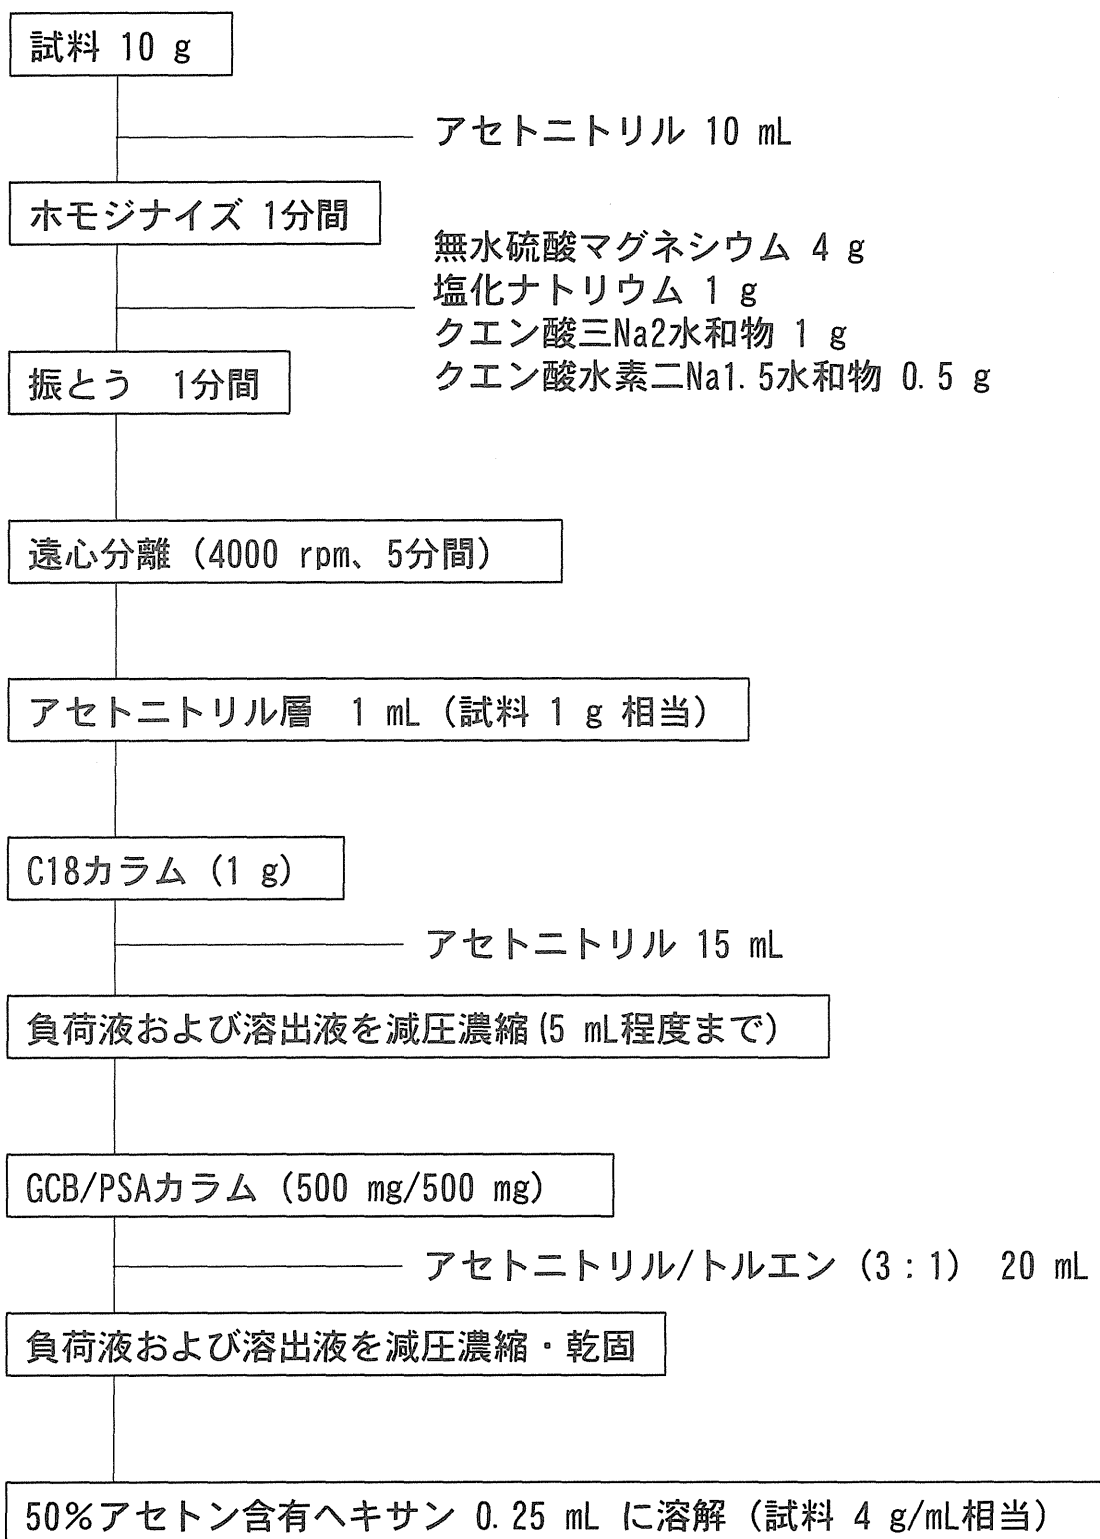 試料 10 g
アセトニトリル 10 mL
ホモジナイズ 1分間
無水硫酸マグネシウム 4 g
塩化ナトリウム 1 g
クエン酸三Na2水和物 1 g
クエン酸水素二Na1.5水和物 0.5 g
振とう 1分間
遠心分離（4000 rpm、5分間）
アセトニトリル層 1 mL（試料 1 g 相当）
C18カラム（1 g）
アセトニトリル 15 mL
負荷液および溶出液を減圧濃縮(5 mL程度まで）
GCB/PSAカラム（500 mg/500 mg）
アセトニトリル/トルエン（3：1） 20 mL
負荷液および溶出液を減圧濃縮・乾固
50%アセトン含有ヘキサン 0.25 mL に溶解（試料 4 g/mL相当）